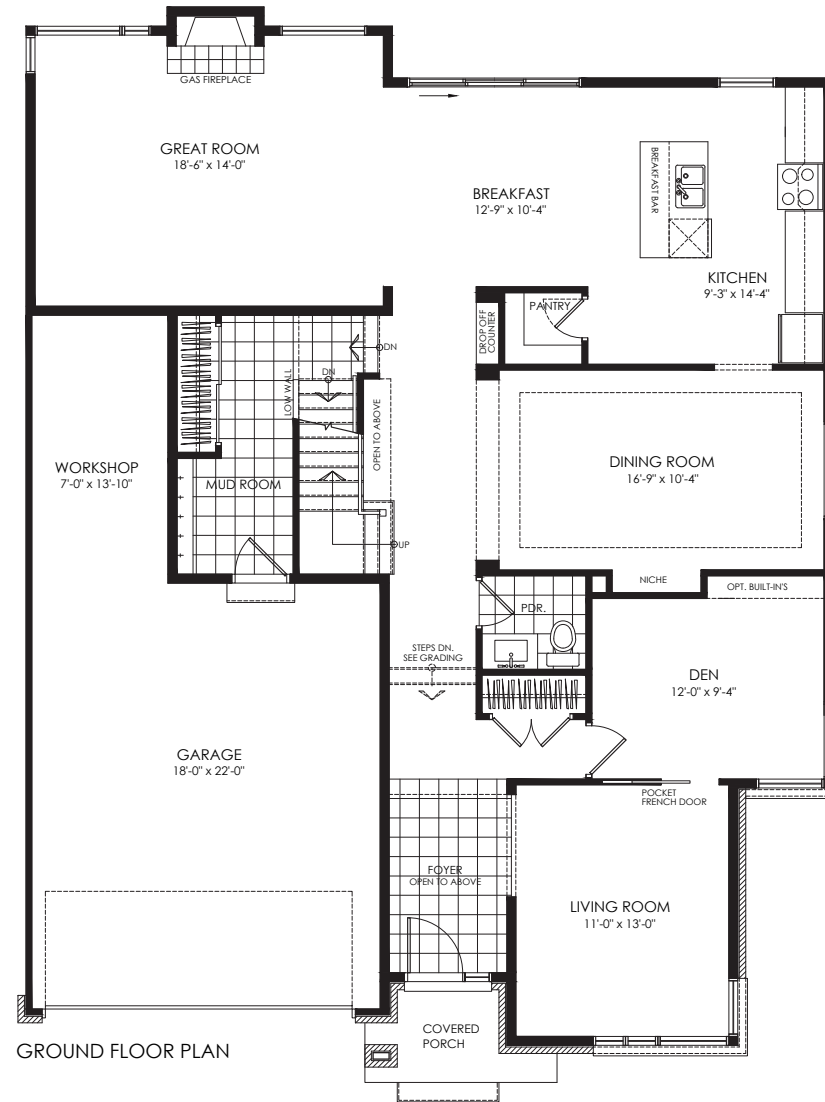 GAS FIREPLACE
GREAT ROOM
18'-6" x 14'-0"
BREAKFAST
12'-9" x 10'-4"
BREAKFAST BAR
KITCHEN
9'-3" x 14'-4"
PANTRY
DROP OFF
COUNTER
DN
DN
LOW WALL
OPEN TO ABOVE
WORKSHOP
7'-0" x 13'-10"
MUD ROOM
DINING ROOM
16'-9" x 10'-4"
UP
NICHE
OPT. BUILT-IN'S
PDR.
STEPS DN.
SEE GRADING
DEN
12'-0" x 9'-4"
GARAGE
18'-0" x 22'-0"
POCKET
FRENCH DOOR
FOYER
OPEN TO ABOVE
LIVING ROOM
11'-0" x 13'-0"
COVERED
PORCH
GROUND FLOOR PLAN